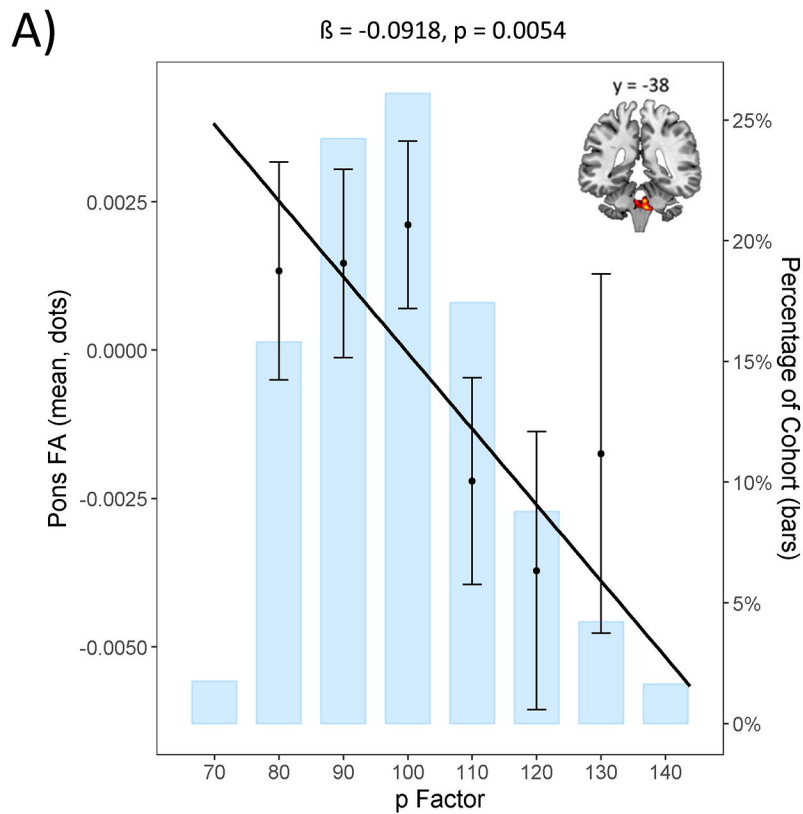 A)
ß = -0.0918, p = 0.0054
y = -38
Pons FA (mean, dots)
0.0025
0.0000
-0.0025
-0.0050
25%
20%
15%
10%
5%
0%
Percentage of Cohort (bars)
70 80 90 100 110 120 130 140
p Factor